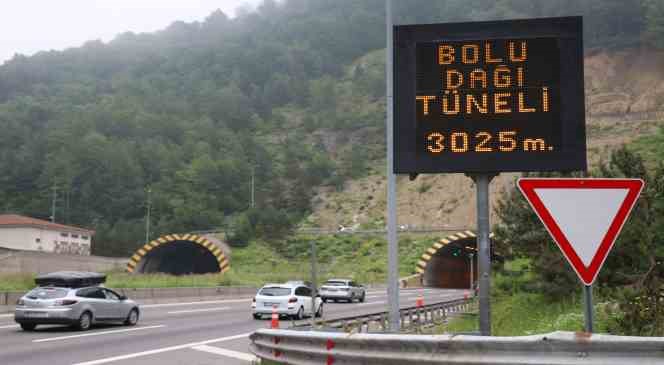 BOLU
DAĞI
TÜNELİ
3025 m.